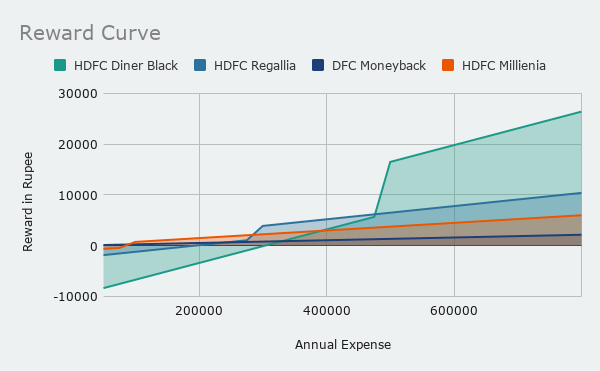 Reward Curve
HDFC Diner Black HDFC Regallia DFC Moneyback HDFC Millienia
30000
20000
10000
0
-10000
Reward in Rupee
200000 400000 600000
Annual Expense